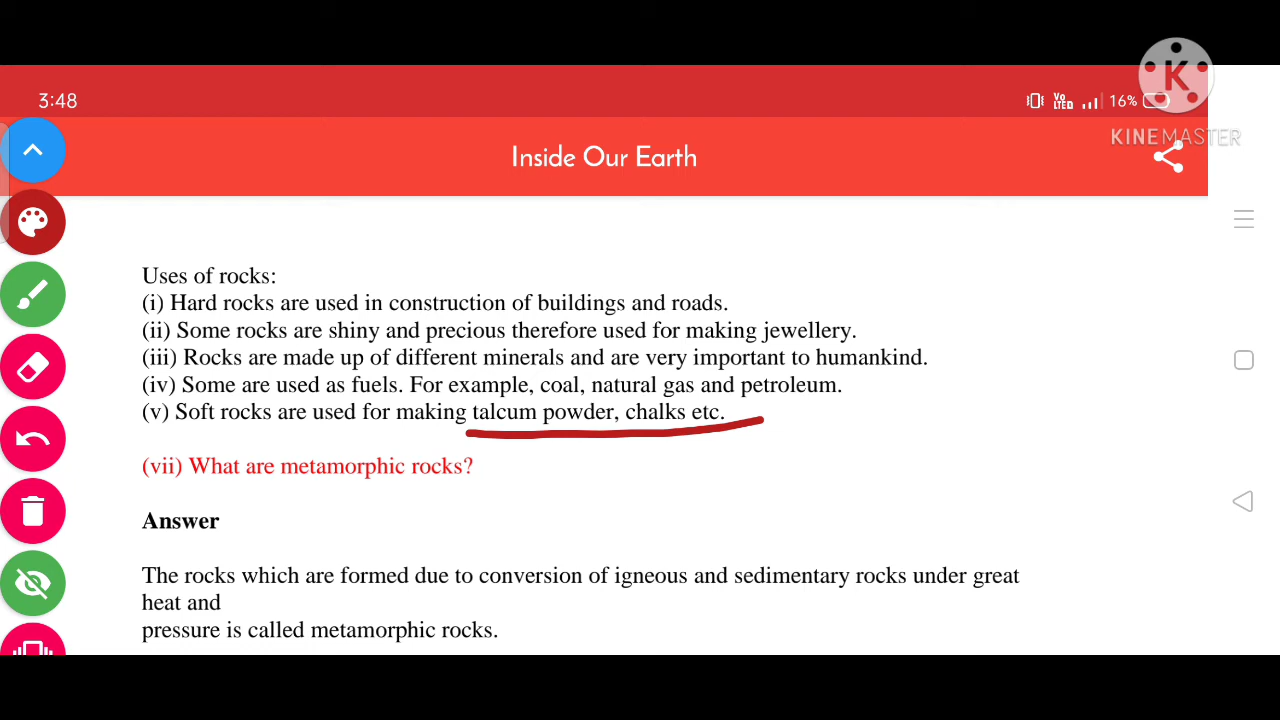 3:48
Vo
LTED
16%
K
KINEMASTER
Inside Our Earth
Uses of rocks:
(i) Hard rocks are used in construction of buildings and roads.
(ii) Some rocks are shiny and precious therefore used for making jewellery.
(iii) Rocks are made up of different minerals and are very important to humankind.
(iv) Some are used as fuels. For example, coal, natural gas and petroleum.
(v) Soft rocks are used for making talcum powder, chalks etc.
(vii) What are metamorphic rocks?
Answer
The rocks which are formed due to conversion of igneous and sedimentary rocks under great
heat and
pressure is called metamorphic rocks.